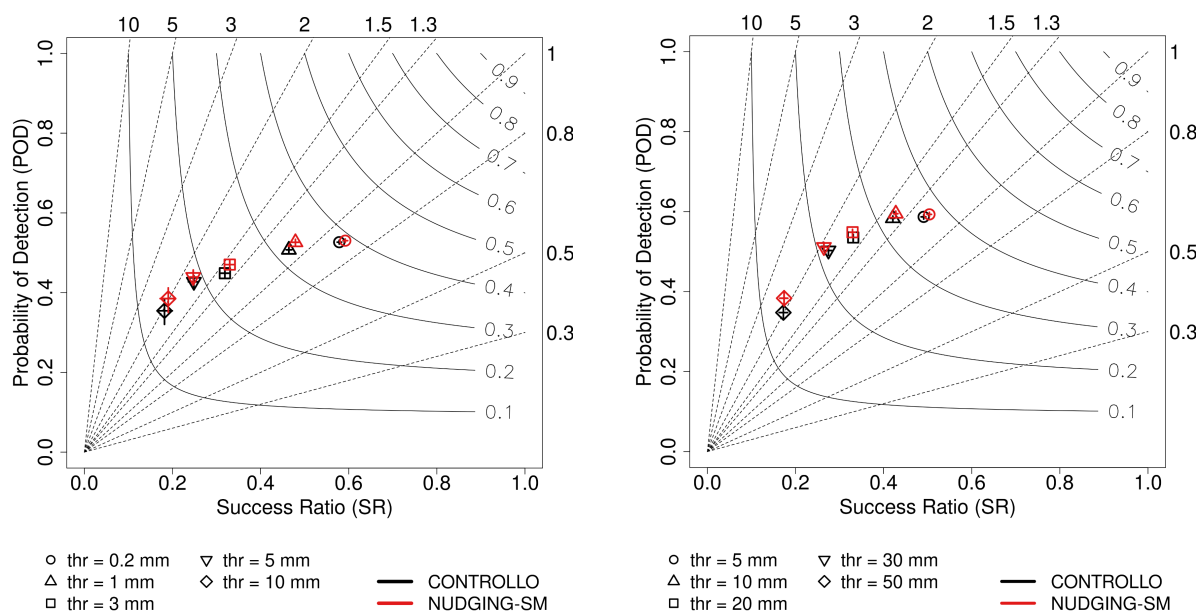 10 5 3 2 1.5 1.3
1
0.8
0.5
0.3
0.9
0.8
0.7
0.6
0.5
0.4
0.3
0.2
0.1
Probability of Detection (POD)
1.0
0.8
0.6
0.4
0.2
0.0
0.0 0.2 0.4 0.6 0.8 1.0
Success Ratio (SR)
thr = 0.2 mm
thr = 1 mm
thr = 3 mm
thr = 5 mm
thr = 10 mm
CONTROLLO
NUDGING-SM
10 5 3 2 1.5 1.3
1
0.8
0.5
0.3
0.9
0.8
0.7
0.6
0.5
0.4
0.3
0.2
0.1
Probability of Detection (POD)
1.0
0.8
0.6
0.4
0.2
0.0
0.0 0.2 0.4 0.6 0.8 1.0
Success Ratio (SR)
thr = 5 mm
thr = 10 mm
thr = 20 mm
thr = 30 mm
thr = 50 mm
CONTROLLO
NUDGING-SM